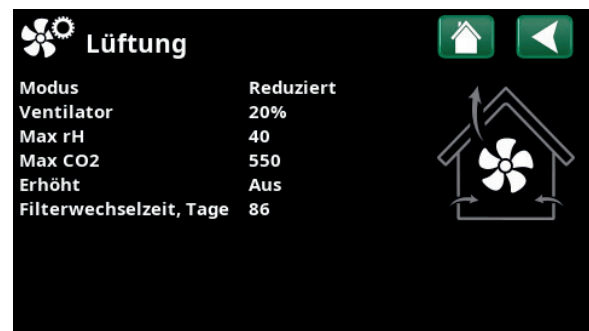 Lüftung
Modus Reduziert
Ventilator 20%
Max rH 40
Max CO2 550
Erhöht Aus
Filterwechselzeit, Tage 86